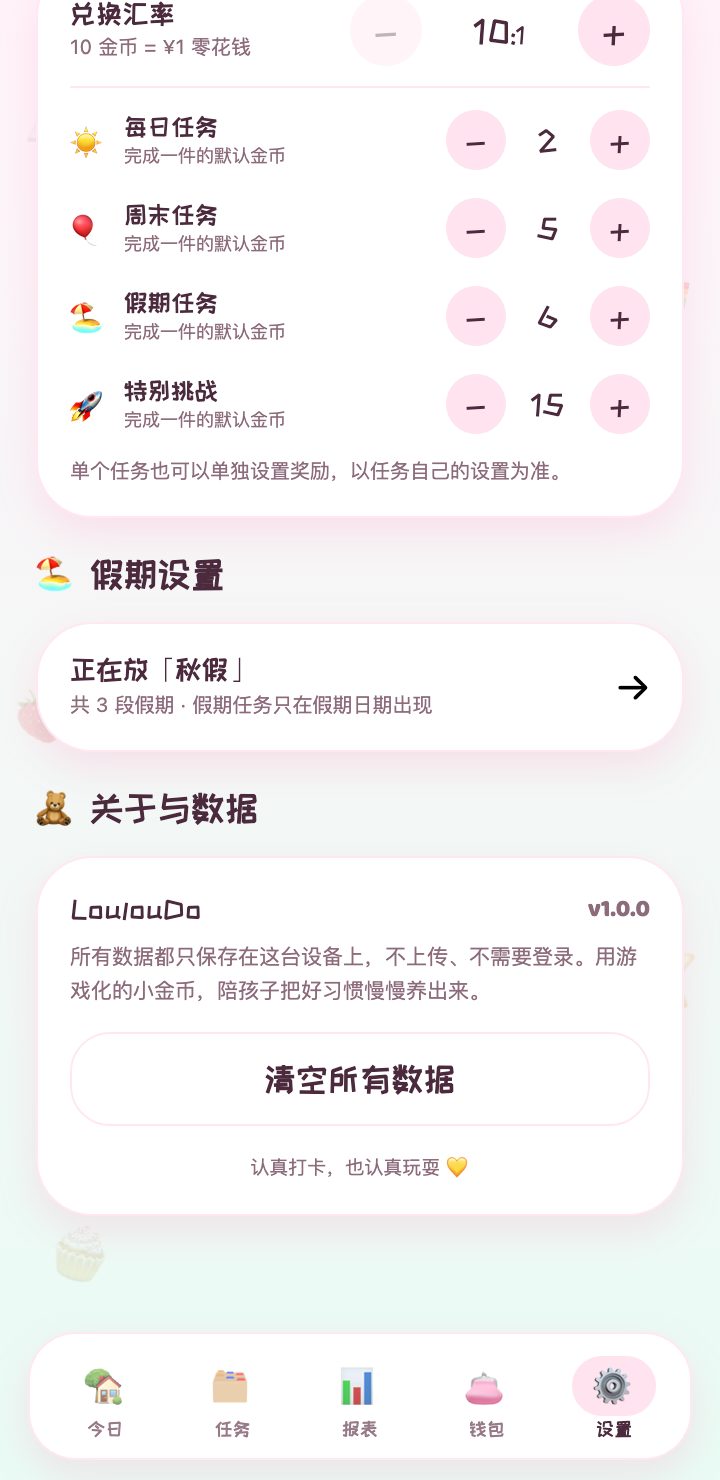 兑换汇率
10 金币 = ¥1 零花钱
− 10:1 +
每日任务
完成一件的默认金币
− 2 +
周末任务
完成一件的默认金币
− 5 +
假期任务
完成一件的默认金币
− 6 +
特别挑战
完成一件的默认金币
− 15 +
单个任务也可以单独设置奖励，以任务自己的设置为准。
假期设置
正在放「秋假」
共 3 段假期 · 假期任务只在假期日期出现
关于与数据
LoulouDo
v1.0.0
所有数据都只保存在这台设备上，不上传、不需要登录。用游
戏化的小金币，陪孩子把好习惯慢慢养出来。
清空所有数据
认真打卡，也认真玩耍 💛
今日 任务 报表 钱包 设置